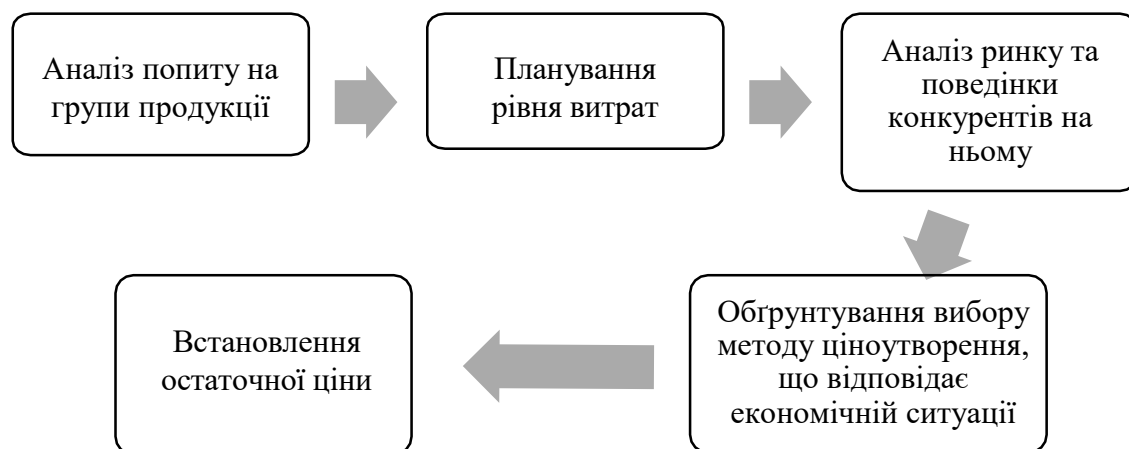 Аналіз попиту на
групи продукції
Планування
рівня витрат
Аналіз ринку та
поведінки
конкурентів на
ньому
Обґрунтування вибору
методу ціноутворення,
що відповідає
економічній ситуації
Встановлення
остаточної ціни